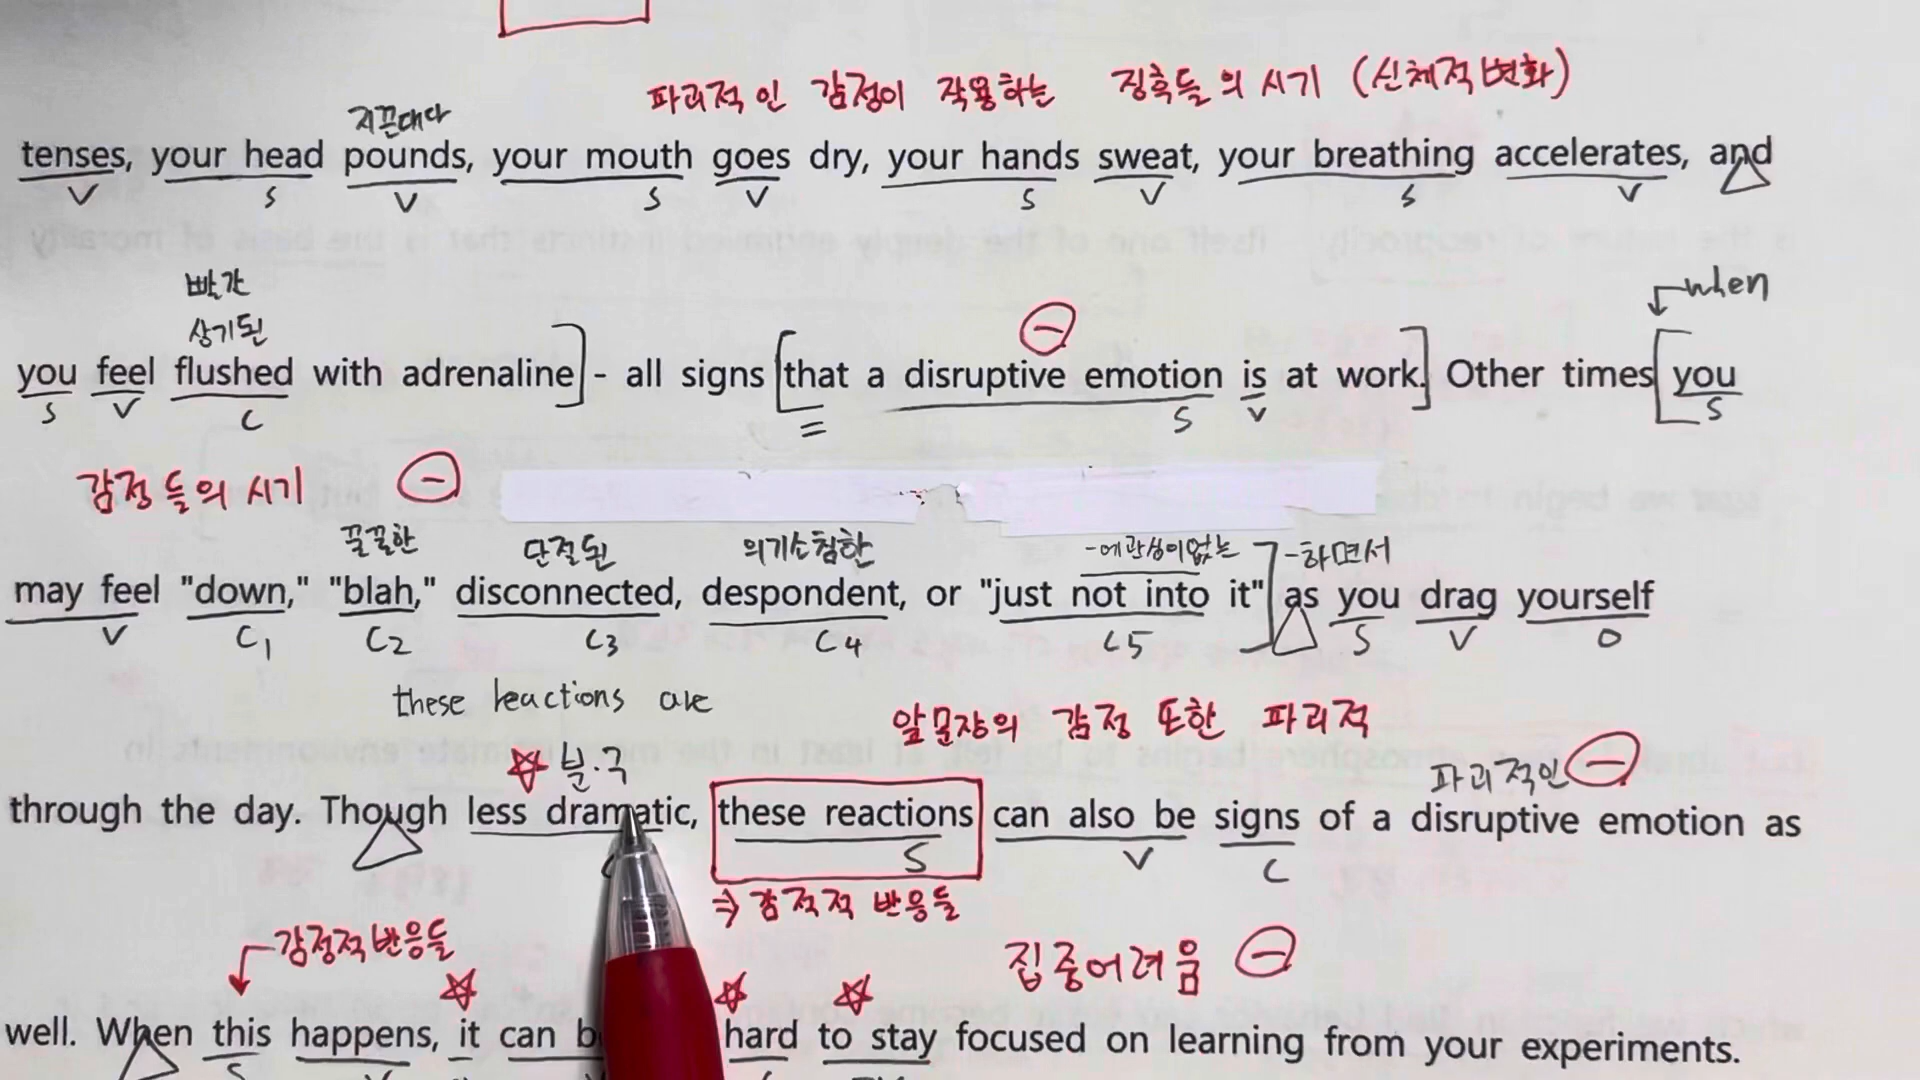 파괴적인 감정이 작용하는 징후들의 시기 (신체적변화)
지끈대다
tenses, your head pounds, your mouth goes dry, your hands sweat, your breathing accelerates, and
V S V S V S V S V
빨간
상기된
when
you feel flushed with adrenaline] - all signs [that a disruptive emotion is at work.] Other times [you
S V C S V S
감정들의 시기
꿀꿀한 단절된 의기소침한 -에관심이없는 -하면서
may feel "down," "blah," disconnected, despondent, or "just not into it"] as you drag yourself
V C1 C2 C3 C4 C5 S V O
these reactions are
앞문장의 감정 또한 파괴적
분·구
파괴적인
through the day. Though less dramatic, these reactions can also be signs of a disruptive emotion as
S V C
⇒ 감정적 반응들
감정적반응들
집중어려움
well. When this happens, it can hard to stay focused on learning from your experiments.